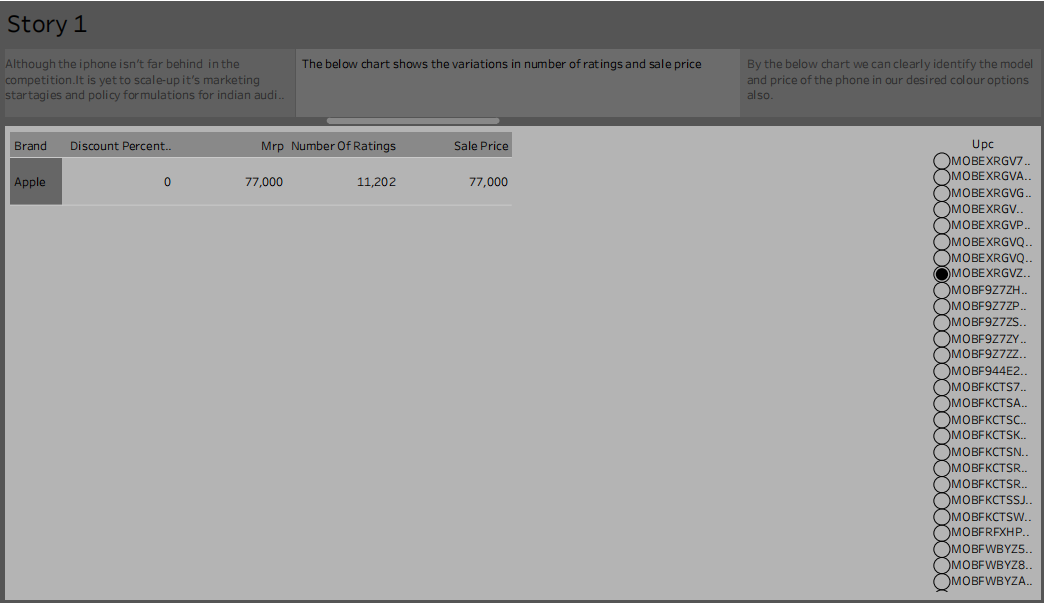 Story 1
Although the iphone isn't far behind in the
competition.It is yet to scale-up it's marketing
startagies and policy formulations for indian audi..
The below chart shows the variations in number of ratings and sale price
By the below chart we can clearly identify the model
and price of the phone in our desired colour options
also.
Brand Discount Percent.. Mrp Number Of Ratings Sale Price
Apple 0 77,000 11,202 77,000
Upc
MOBEXRGV7..
MOBEXRGVA..
MOBEXRGVG..
MOBEXRGV..
MOBEXRGVP..
MOBEXRGVQ..
MOBEXRGVQ..
MOBEXRGVZ..
MOBF9Z7ZH..
MOBF9Z7ZP..
MOBF9Z7ZS..
MOBF9Z7ZY..
MOBF9Z7ZZ..
MOBF944E2..
MOBFKCTS7..
MOBFKCTSA..
MOBFKCTSC..
MOBFKCTSK..
MOBFKCTSN..
MOBFKCTSR..
MOBFKCTSR..
MOBFKCTSSJ..
MOBFKCTSW..
MOBFRFXHP..
MOBFWBYZ5..
MOBFWBYZ8..
MOBFWBYZA..